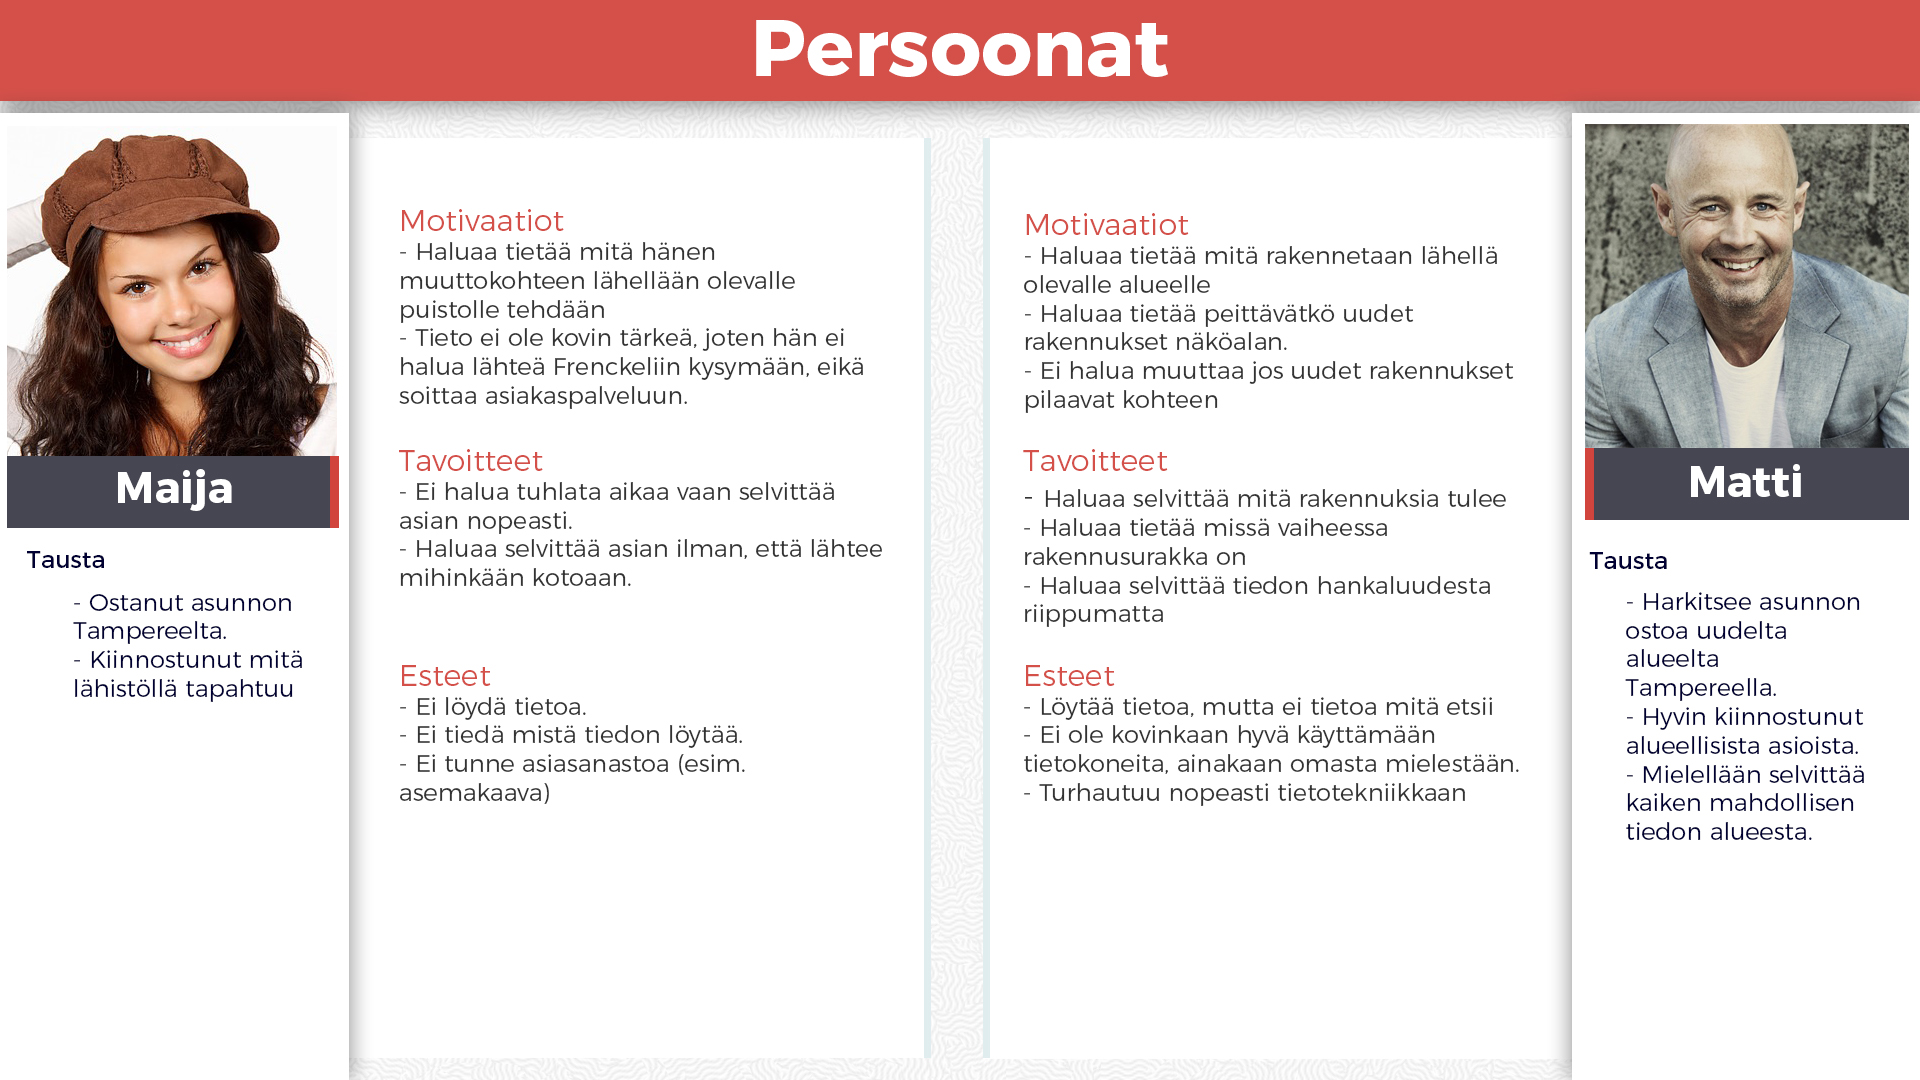 Persoonat
Maija
Tausta
- Ostanut asunnon
Tampereelta.
- Kiinnostunut mitä
lähistöllä tapahtuu
Motivaatiot
- Haluaa tietää mitä hänen
muuttokohteen lähellään olevalle
puistolle tehdään
- Tieto ei ole kovin tärkeä, joten hän ei
halua lähteä Frenckeliin kysymään, eikä
soittaa asiakaspalveluun.
Tavoitteet
- Ei halua tuhlata aikaa vaan selvittää
asian nopeasti.
- Haluaa selvittää asian ilman, että lähtee
mihinkään kotoaan.
Esteet
- Ei löydä tietoa.
- Ei tiedä mistä tiedon löytää.
- Ei tunne asiasanastoa (esim.
asemakaava)
Motivaatiot
- Haluaa tietää mitä rakennetaan lähellä
olevalle alueelle
- Haluaa tietää peittävätkö uudet
rakennukset näköalan.
- Ei halua muuttaa jos uudet rakennukset
pilaavat kohteen
Tavoitteet
- Haluaa selvittää mitä rakennuksia tulee
- Haluaa tietää missä vaiheessa
rakennusurakka on
- Haluaa selvittää tiedon hankaluudesta
riippumatta
Esteet
- Löytää tietoa, mutta ei tietoa mitä etsii
- Ei ole kovinkaan hyvä käyttämään
tietokoneita, ainakaan omasta mielestään.
- Turhautuu nopeasti tietotekniikkaan
Matti
Tausta
- Harkitsee asunnon
ostoa uudelta
alueelta
Tampereella.
- Hyvin kiinnostunut
alueellisista asioista.
- Mielellään selvittää
kaiken mahdollisen
tiedon alueesta.